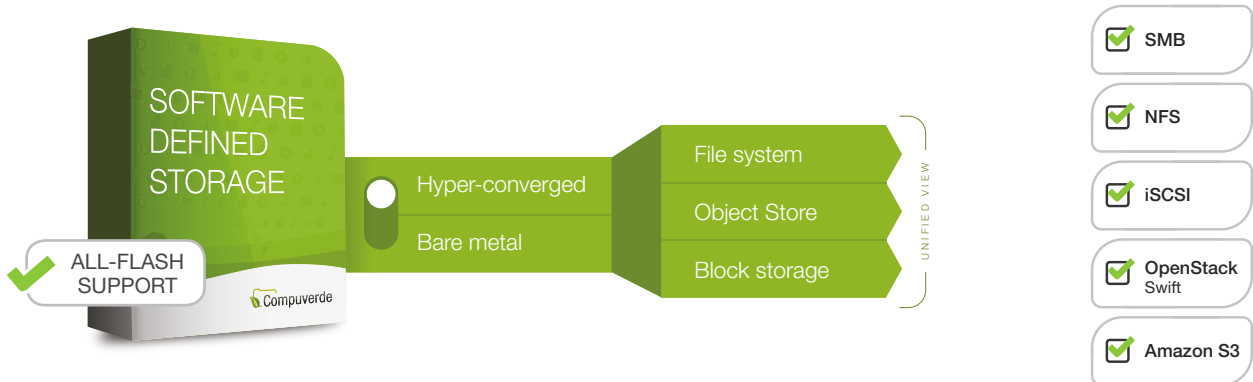 SOFTWARE
DEFINED
STORAGE
ALL-FLASH
SUPPORT
Compuverde
Hyper-converged
Bare metal
File system
Object Store
Block storage
UNIFIED VIEW
SMB
NFS
iSCSI
OpenStack
Swift
Amazon S3